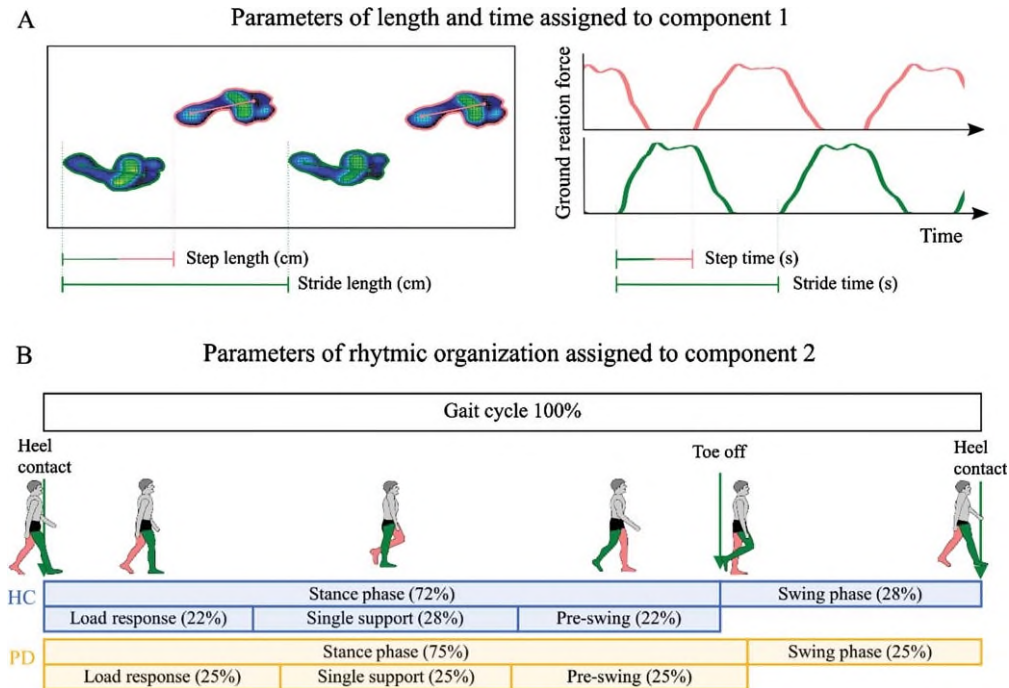 A
Parameters of length and time assigned to component 1
Ground reation force
Time
Step length (cm)
Stride length (cm)
Step time (s)
Stride time (s)
B
Parameters of rhytmic organization assigned to component 2
Gait cycle 100%
Heel
contact
Toe off
Heel
contact
HC
Stance phase (72%)
Swing phase (28%)
Load response (22%)
Single support (28%)
Pre-swing (22%)
PD
Stance phase (75%)
Swing phase (25%)
Load response (25%)
Single support (25%)
Pre-swing (25%)